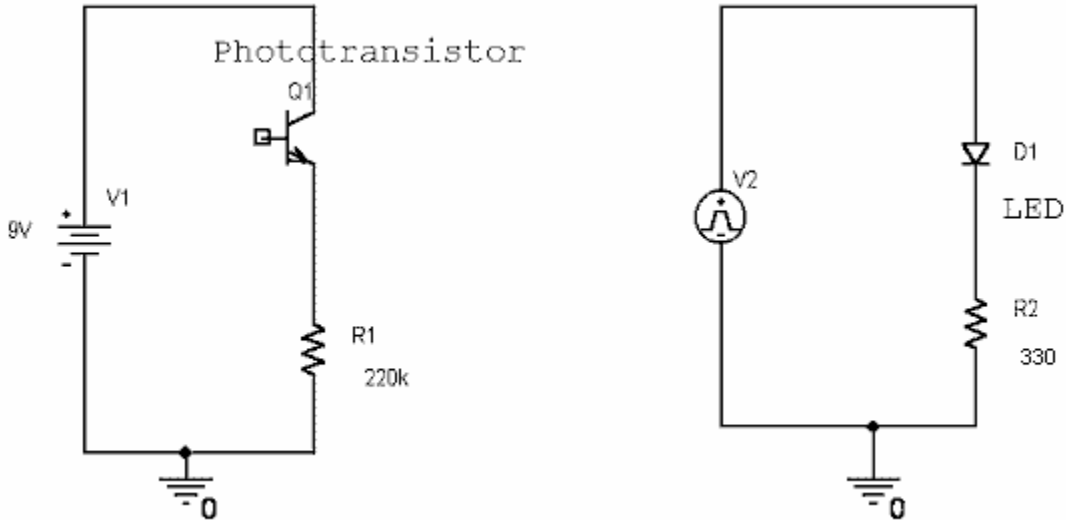 Phototransistor
Q1
V1
9V
+
-
R1
220k
0
V2
+
-
D1
LED
R2
330
0